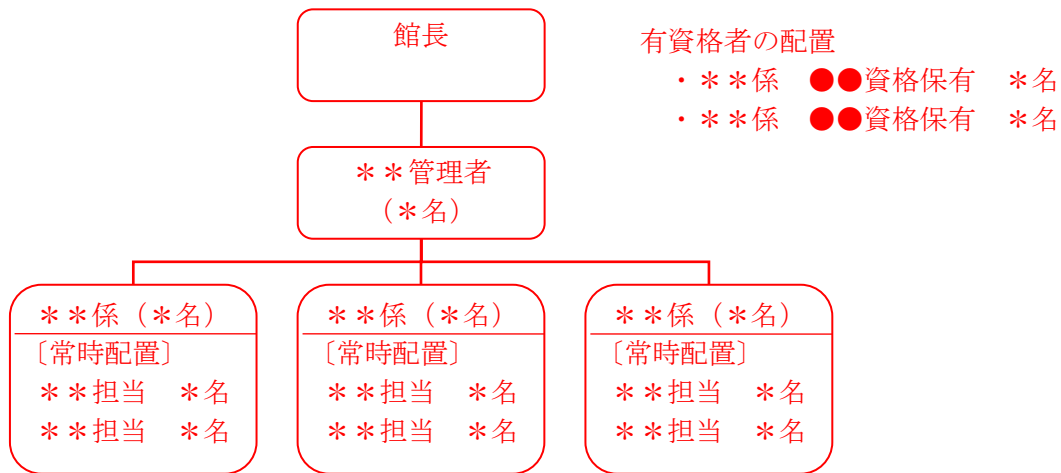 館長
有資格者の配置
・＊＊係　●●資格保有　＊名
・＊＊係　●●資格保有　＊名
＊＊管理者
（＊名）
＊＊係（＊名）
〔常時配置〕
＊＊担当　＊名
＊＊担当　＊名
＊＊係（＊名）
〔常時配置〕
＊＊担当　＊名
＊＊担当　＊名
＊＊係（＊名）
〔常時配置〕
＊＊担当　＊名
＊＊担当　＊名